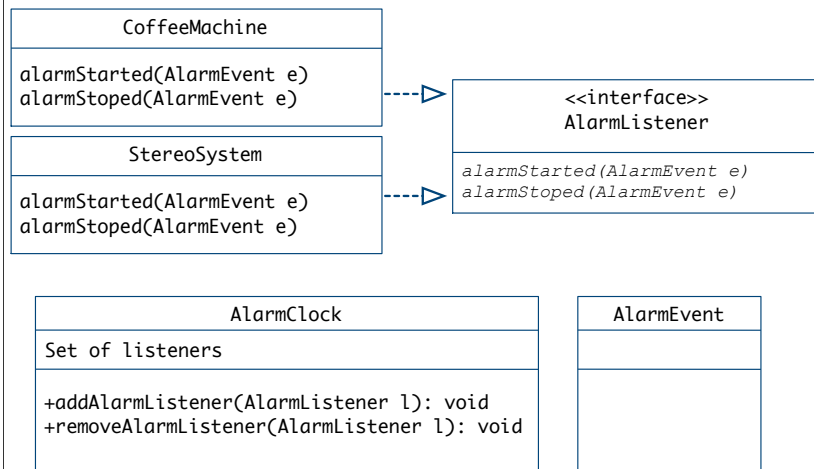 CoffeeMachine
alarmStarted(AlarmEvent e)
alarmStoped(AlarmEvent e)
<<interface>>
AlarmListener
alarmStarted(AlarmEvent e)
alarmStoped(AlarmEvent e)
StereoSystem
alarmStarted(AlarmEvent e)
alarmStoped(AlarmEvent e)
AlarmClock
Set of listeners
+addAlarmListener(AlarmListener l): void
+removeAlarmListener(AlarmListener l): void
AlarmEvent